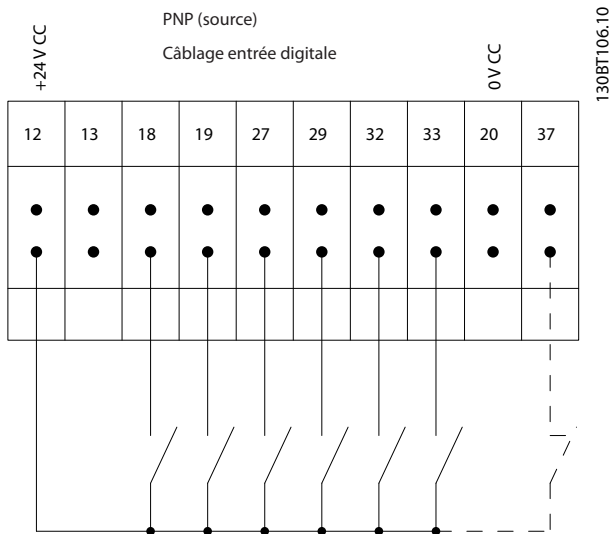 PNP (source)
Câblage entrée digitale
+24 V CC
0 V CC
130BT106.10
12 13 18 19 27 29 32 33 20 37